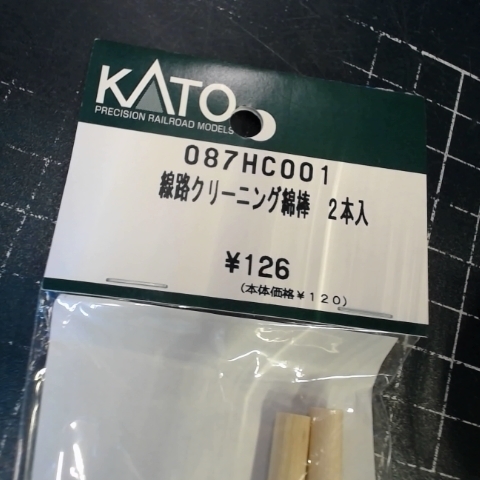 KATO
PRECISION RAILROAD MODELS
087HC001
線路クリーニング綿棒 2本入
¥126
(本体価格¥120)